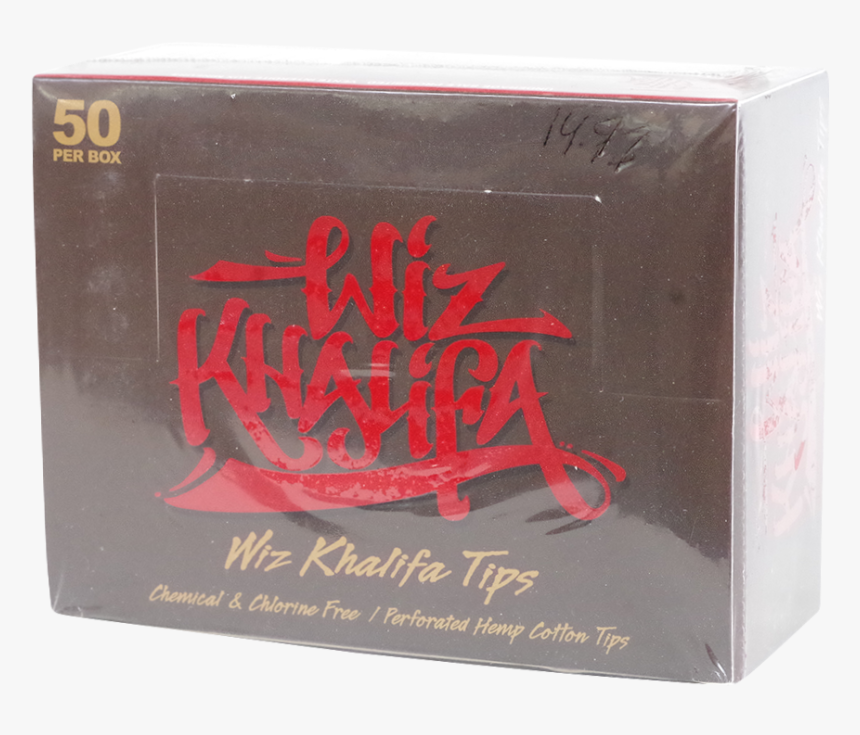 50
PER BOX
Wiz
Khalifa
Wiz Khalifa Tips
Chemical & Chlorine Free / Perforated Hemp Cotton Tips